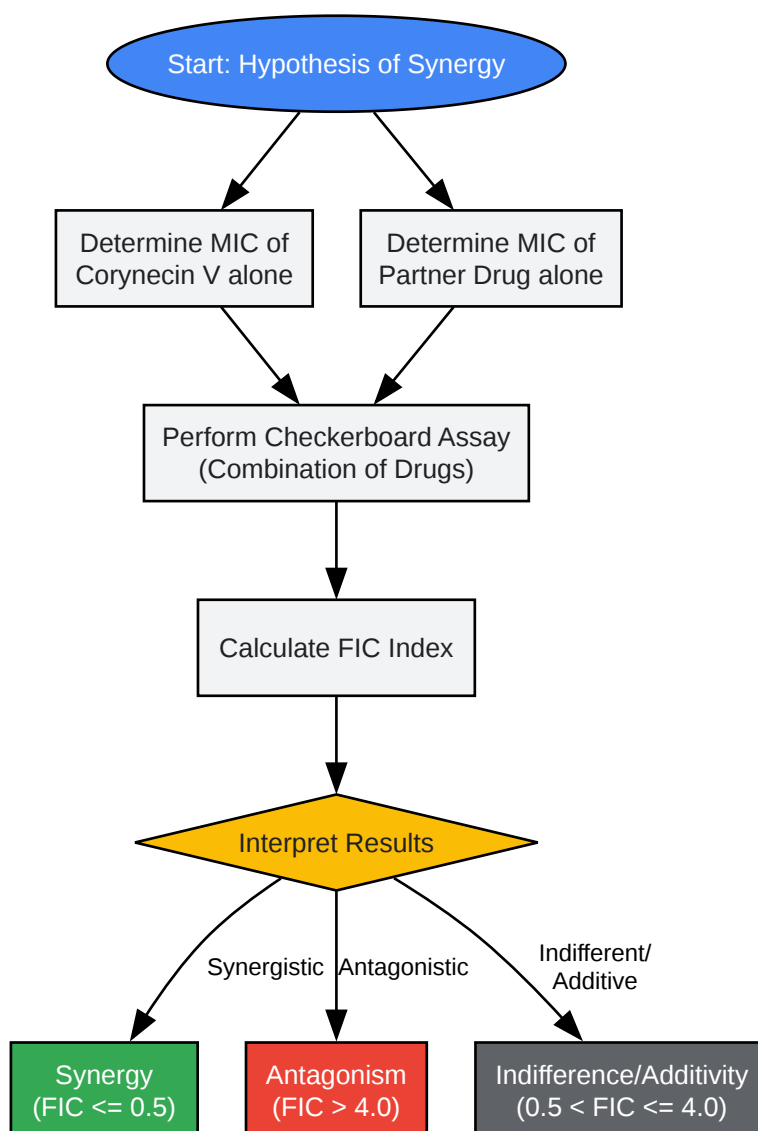 Start: Hypothesis of Synergy
Determine MIC of
Corynecin V alone
Determine MIC of
Partner Drug alone
Perform Checkerboard Assay
(Combination of Drugs)
Calculate FIC Index
Interpret Results
Synergistic
Antagonistic
Indifferent/
Additive
Synergy
(FIC <= 0.5)
Antagonism
(FIC > 4.0)
Indifference/Additivity
(0.5 < FIC <= 4.0)